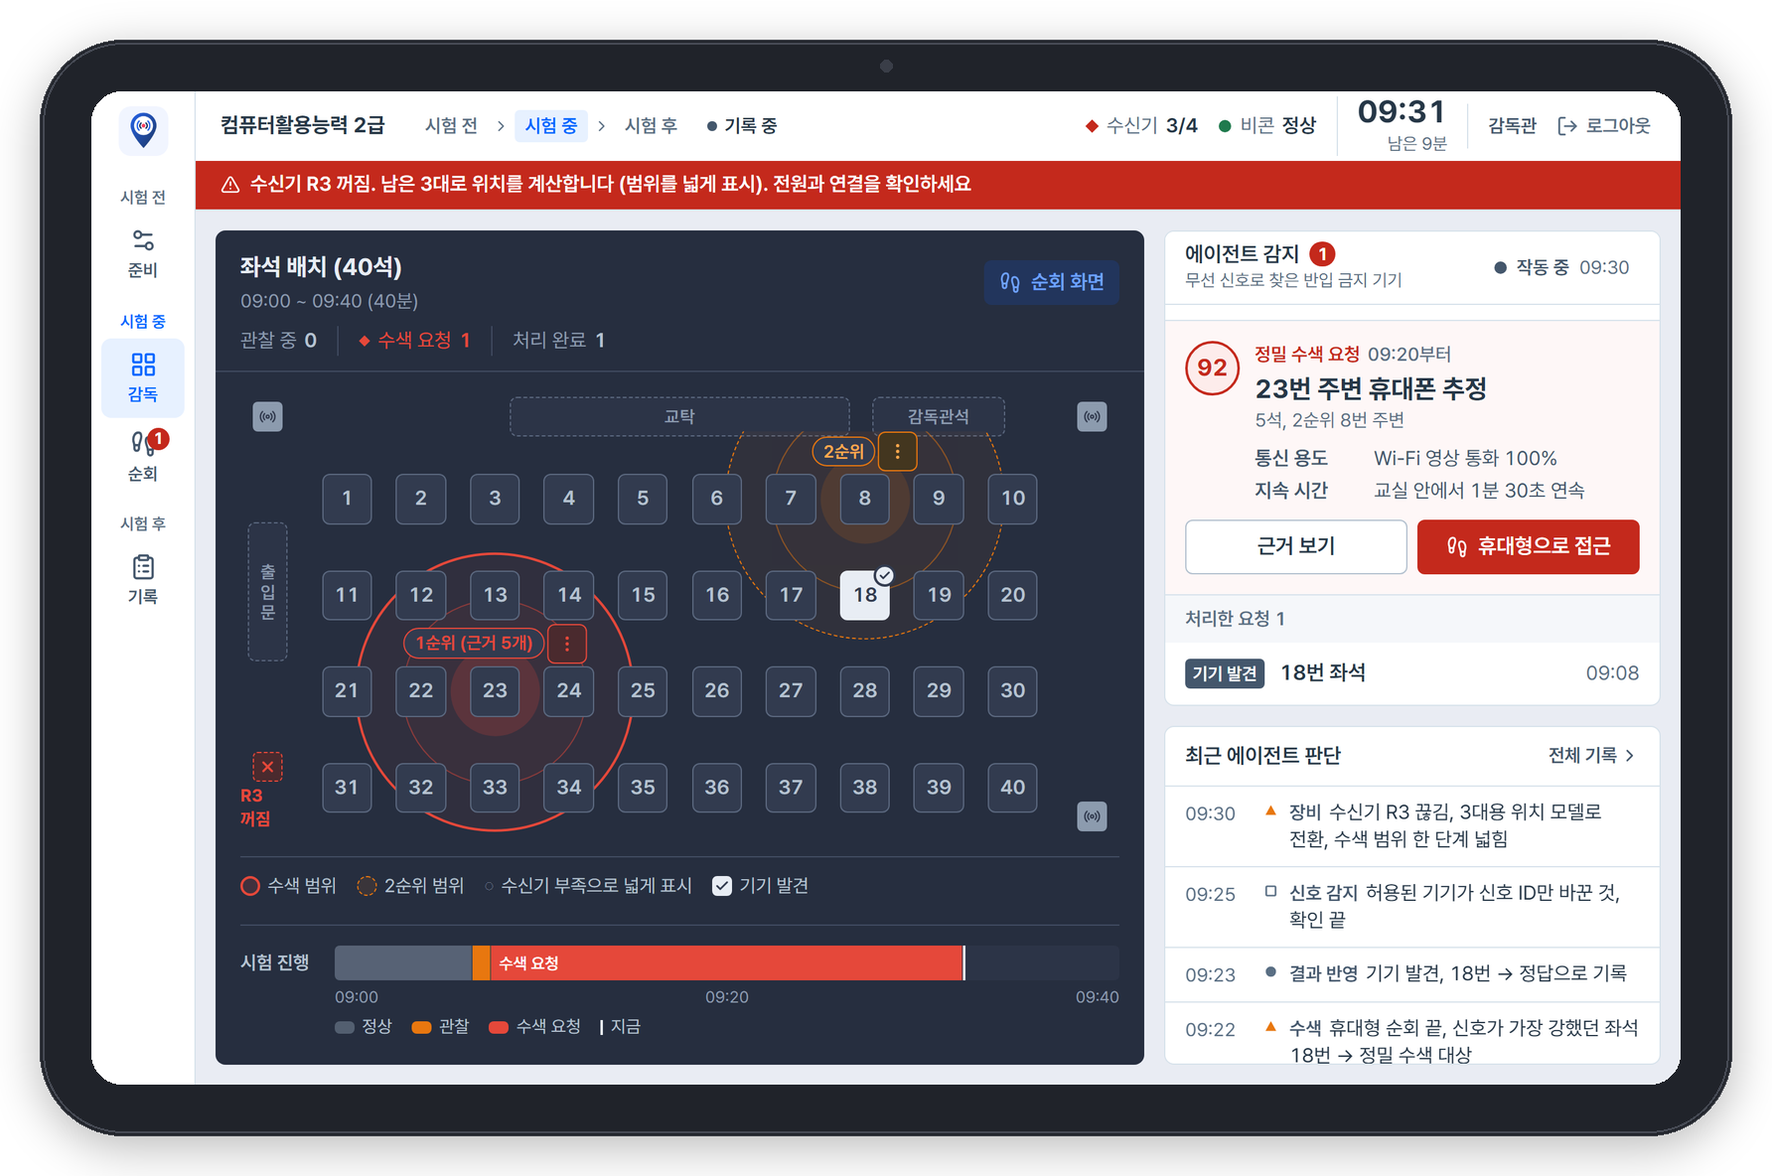 컴퓨터활용능력 2급
시험 전
시험 중
시험 후
기록 중
수신기 3/4
비콘 정상
09:31
남은 9분
감독관
로그아웃
수신기 R3 꺼짐. 남은 3대로 위치를 계산합니다 (범위를 넓게 표시). 전원과 연결을 확인하세요
시험 전
준비
시험 중
감독
1
순회
시험 후
기록
좌석 배치 (40석)
09:00 ~ 09:40 (40분)
순회 화면
관찰 중 0
수색 요청 1
처리 완료 1
교탁
감독관석
2순위
1 2 3 4 5 6 7 8 9 10
출입문
11 12 13 14 15 16 17 18 19 20
1순위 (근거 5개)
21 22 23 24 25 26 27 28 29 30
R3
꺼짐
31 32 33 34 35 36 37 38 39 40
수색 범위
2순위 범위
수신기 부족으로 넓게 표시
기기 발견
시험 진행
수색 요청
09:00
09:20
09:40
정상
관찰
수색 요청
지금
에이전트 감지 1
무선 신호로 찾은 반입 금지 기기
작동 중 09:30
92
정밀 수색 요청 09:20부터
23번 주변 휴대폰 추정
5석, 2순위 8번 주변
통신 용도 Wi-Fi 영상 통화 100%
지속 시간 교실 안에서 1분 30초 연속
근거 보기
휴대형으로 접근
처리한 요청 1
기기 발견 18번 좌석 09:08
최근 에이전트 판단
전체 기록
09:30 장비 수신기 R3 끊김, 3대용 위치 모델로
전환, 수색 범위 한 단계 넓힘
09:25 신호 감지 허용된 기기가 신호 ID만 바꾼 것,
확인 끝
09:23 결과 반영 기기 발견, 18번 → 정답으로 기록
09:22 수색 휴대형 순회 끝, 신호가 가장 강했던 좌석
18번 → 정밀 수색 대상